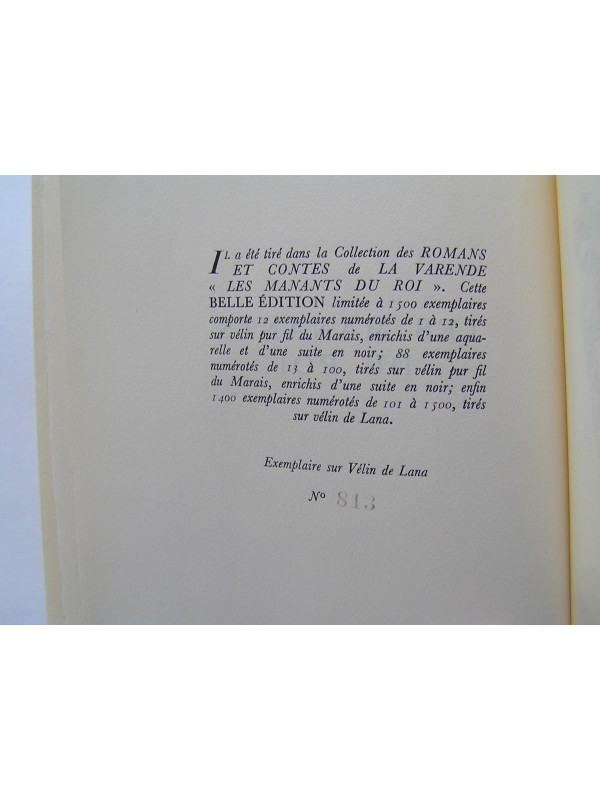 IL a été tiré dans la Collection des ROMANS
ET CONTES de LA VARENDE
« LES MANANTS DU ROI ». Cette
BELLE ÉDITION limitée à 1500 exemplaires
comporte 12 exemplaires numérotés de 1 à 12, tirés
sur vélin pur fil du Marais, enrichis d'une aqua-
relle et d'une suite en noir; 88 exemplaires
numérotés de 13 à 100, tirés sur vélin pur fil
du Marais, enrichis d'une suite en noir; enfin
1400 exemplaires numérotés de 101 à 1500, tirés
sur vélin de Lana.
Exemplaire sur Vélin de Lana
No 813